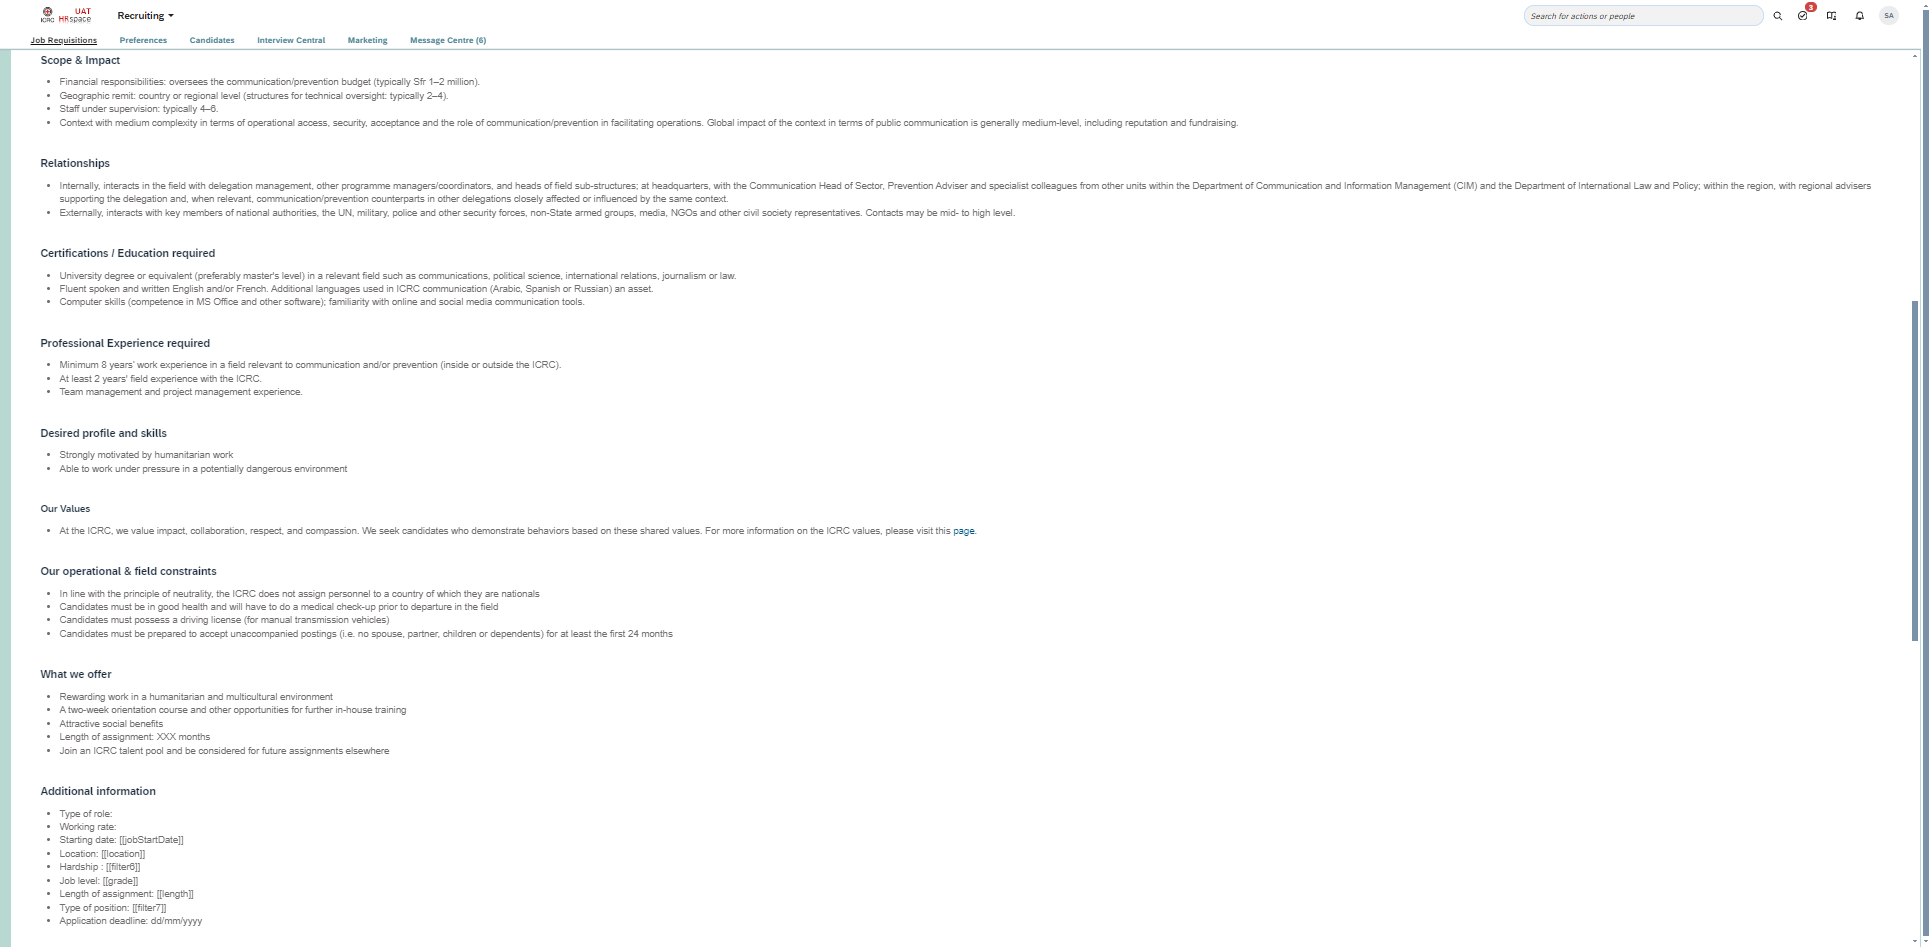 ICRC
UAT
HRspace
Recruiting
Search for actions or people
3
SA
Job Requisitions
Preferences
Candidates
Interview Central
Marketing
Message Centre (6)
Scope & Impact
• Financial responsibilities: oversees the communication/prevention budget (typically Sfr 1–2 million).
• Geographic remit: country or regional level (structures for technical oversight: typically 2–4).
• Staff under supervision: typically 4–6.
• Context with medium complexity in terms of operational access, security, acceptance and the role of communication/prevention in facilitating operations. Global impact of the context in terms of public communication is generally medium-level, including reputation and fundraising.
Relationships
• Internally, interacts in the field with delegation management, other programme managers/coordinators, and heads of field sub-structures; at headquarters, with the Communication Head of Sector, Prevention Adviser and specialist colleagues from other units within the Department of Communication and Information Management (CIM) and the Department of International Law and Policy; within the region, with regional advisers
supporting the delegation and, when relevant, communication/prevention counterparts in other delegations closely affected or influenced by the same context.
• Externally, interacts with key members of national authorities, the UN, military, police and other security forces, non-State armed groups, media, NGOs and other civil society representatives. Contacts may be mid- to high level.
Certifications / Education required
• University degree or equivalent (preferably master's level) in a relevant field such as communications, political science, international relations, journalism or law.
• Fluent spoken and written English and/or French. Additional languages used in ICRC communication (Arabic, Spanish or Russian) an asset.
• Computer skills (competence in MS Office and other software); familiarity with online and social media communication tools.
Professional Experience required
• Minimum 8 years' work experience in a field relevant to communication and/or prevention (inside or outside the ICRC).
• At least 2 years' field experience with the ICRC.
• Team management and project management experience.
Desired profile and skills
• Strongly motivated by humanitarian work
• Able to work under pressure in a potentially dangerous environment
Our Values
• At the ICRC, we value impact, collaboration, respect, and compassion. We seek candidates who demonstrate behaviors based on these shared values. For more information on the ICRC values, please visit this page.
Our operational & field constraints
• In line with the principle of neutrality, the ICRC does not assign personnel to a country of which they are nationals
• Candidates must be in good health and will have to do a medical check-up prior to departure in the field
• Candidates must possess a driving license (for manual transmission vehicles)
• Candidates must be prepared to accept unaccompanied postings (i.e. no spouse, partner, children or dependents) for at least the first 24 months
What we offer
• Rewarding work in a humanitarian and multicultural environment
• A two-week orientation course and other opportunities for further in-house training
• Attractive social benefits
• Length of assignment: XXX months
• Join an ICRC talent pool and be considered for future assignments elsewhere
Additional information
• Type of role:
• Working rate:
• Starting date: [[jobStartDate]]
• Location: [[location]]
• Hardship : [[filter6]]
• Job level: [[grade]]
• Length of assignment: [[length]]
• Type of position: [[filter7]]
• Application deadline: dd/mm/yyyy